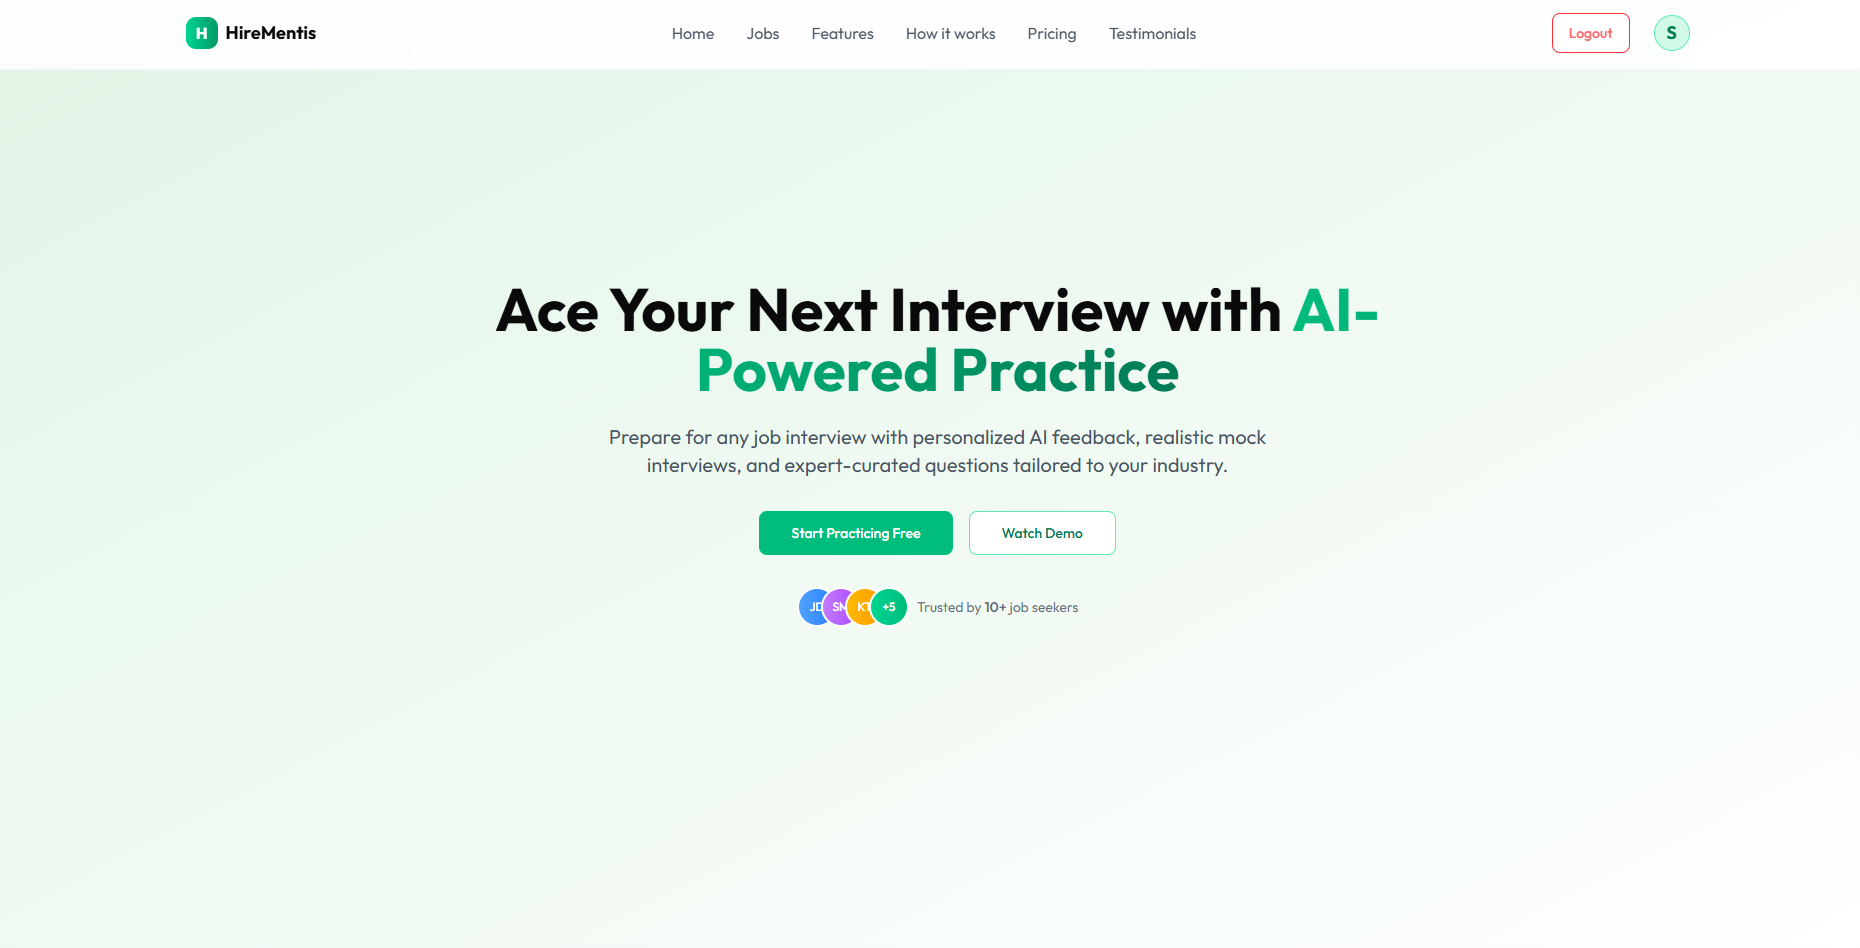 H HireMentis
Home Jobs Features How it works Pricing Testimonials
Logout S
Ace Your Next Interview with AI-
Powered Practice
Prepare for any job interview with personalized AI feedback, realistic mock
interviews, and expert-curated questions tailored to your industry.
Start Practicing Free Watch Demo
JD SM KT +5 Trusted by 10+ job seekers